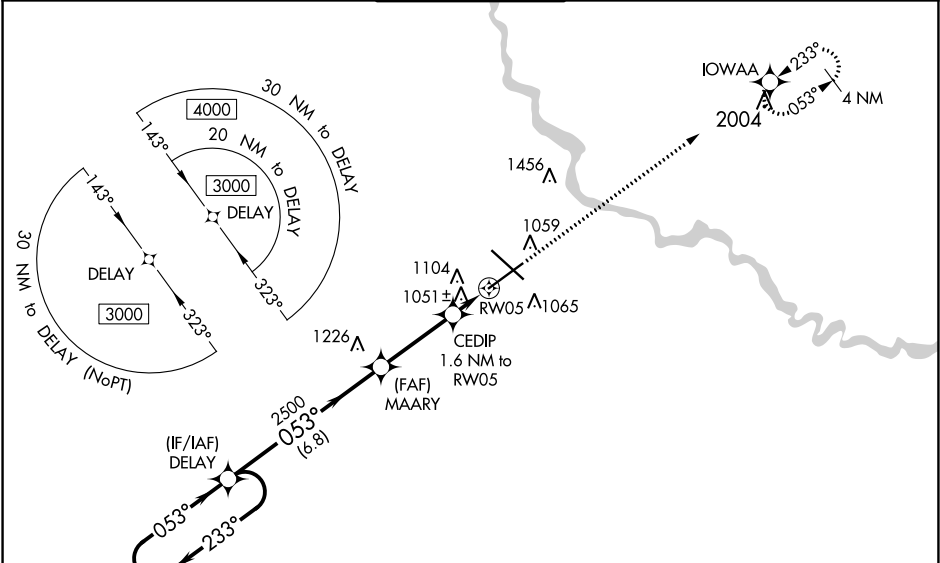 IOWAA
233°
053°
4 NM
2004
30 NM to DELAY
4000
143°
20 NM to DELAY
3000
DELAY
323°
1456
143°
DELAY
3000
323°
30 NM to DELAY (NoPT)
1059
1104
1051±
RW05
1065
CEDIP
1.6 NM to
RW05
1226
(FAF)
MAARY
2500
053°
(6.8)
(IF/IAF)
DELAY
053°
233°